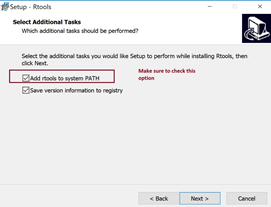 Setup - Rtools
Select Additional Tasks
Which additional tasks should be performed?
Select the additional tasks you would like Setup to perform while installing Rtools, then
click Next.
Add rtools to system PATH
Make sure to check this
option
Save version information to registry
< Back
Next >
Cancel